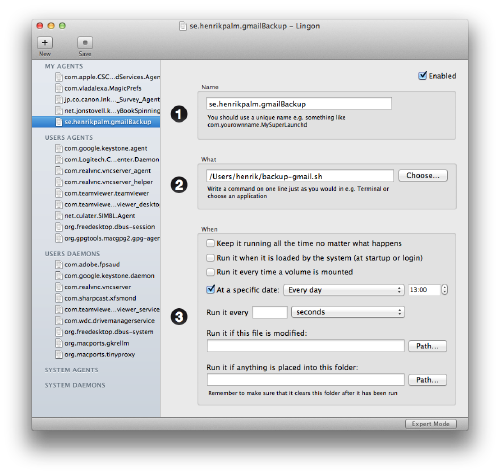 se.henrikpalm.gmailBackup – Lingon
New
Save
MY AGENTS
com.apple.CSC...dServices.Agent
com.vladalexa.MagicPrefs
jp.co.canon.ink..._Survey_Agent
net.jonstovell.k...yBookSpinning
se.henrikpalm.gmailBackup
USERS AGENTS
com.google.keystone.agent
com.Logitech.C...enter.Daemon
com.realvnc.vncserver_agent
com.realvnc.vncserver_helper
com.teamviewer.teamviewer
com.teamviewe...viewer_desktop
net.culater.SIMBL.Agent
org.freedesktop.dbus-session
org.gpgtools.macgpg2.gpg-agent
USERS DAEMONS
com.adobe.fpsaud
com.google.keystone.daemon
com.realvnc.vncserver
com.sharpcast.xfsmond
com.teamviewe...viewer_service
com.wdc.drivemanagerservice
org.freedesktop.dbus-system
org.macports.gkrellm
org.macports.tinyproxy
SYSTEM AGENTS
SYSTEM DAEMONS
Enabled
Name
1
se.henrikpalm.gmailBackup
You should use a unique name e.g. something like
com.yourownname.MySuperLaunchd
What
2
/Users/henrik/backup-gmail.sh
Choose...
Write a command on one line just as you would in e.g. Terminal or
choose an application
When
Keep it running all the time no matter what happens
Run it when it is loaded by the system (at startup or login)
Run it every time a volume is mounted
At a specific date: Every day 13:00
3
Run it every seconds
Run it if this file is modified:
Path...
Run it if anything is placed into this folder:
Path...
Remember to make sure that it clears this folder after it has been run
Expert Mode